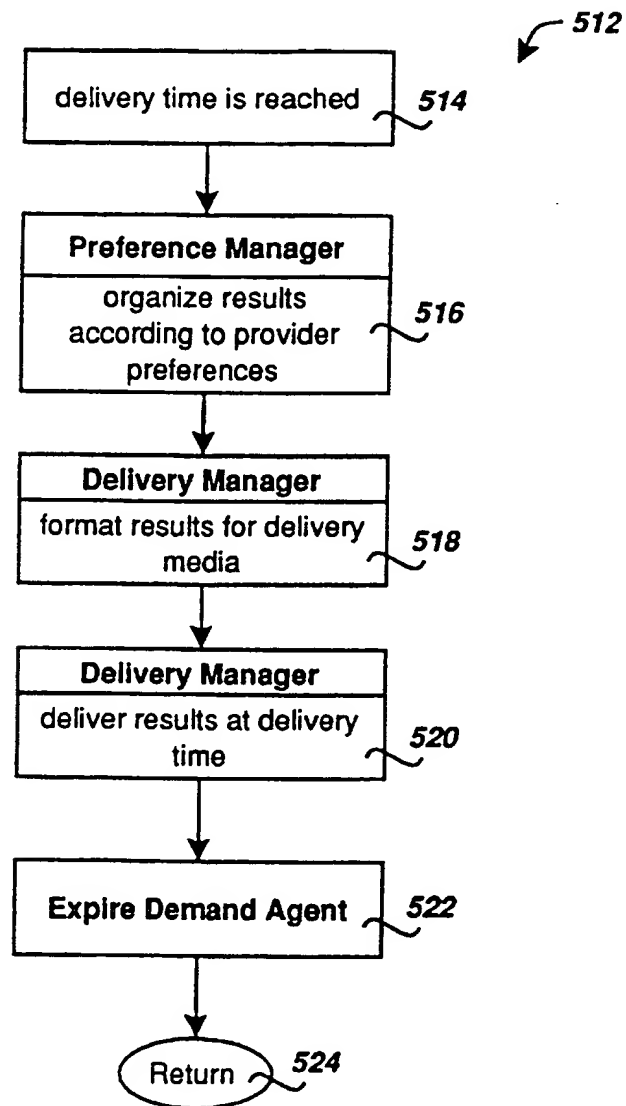 512
delivery time is reached
514
Preference Manager
organize results
according to provider
preferences
516
Delivery Manager
format results for delivery
media
518
Delivery Manager
deliver results at delivery
time
520
Expire Demand Agent
522
Return
524